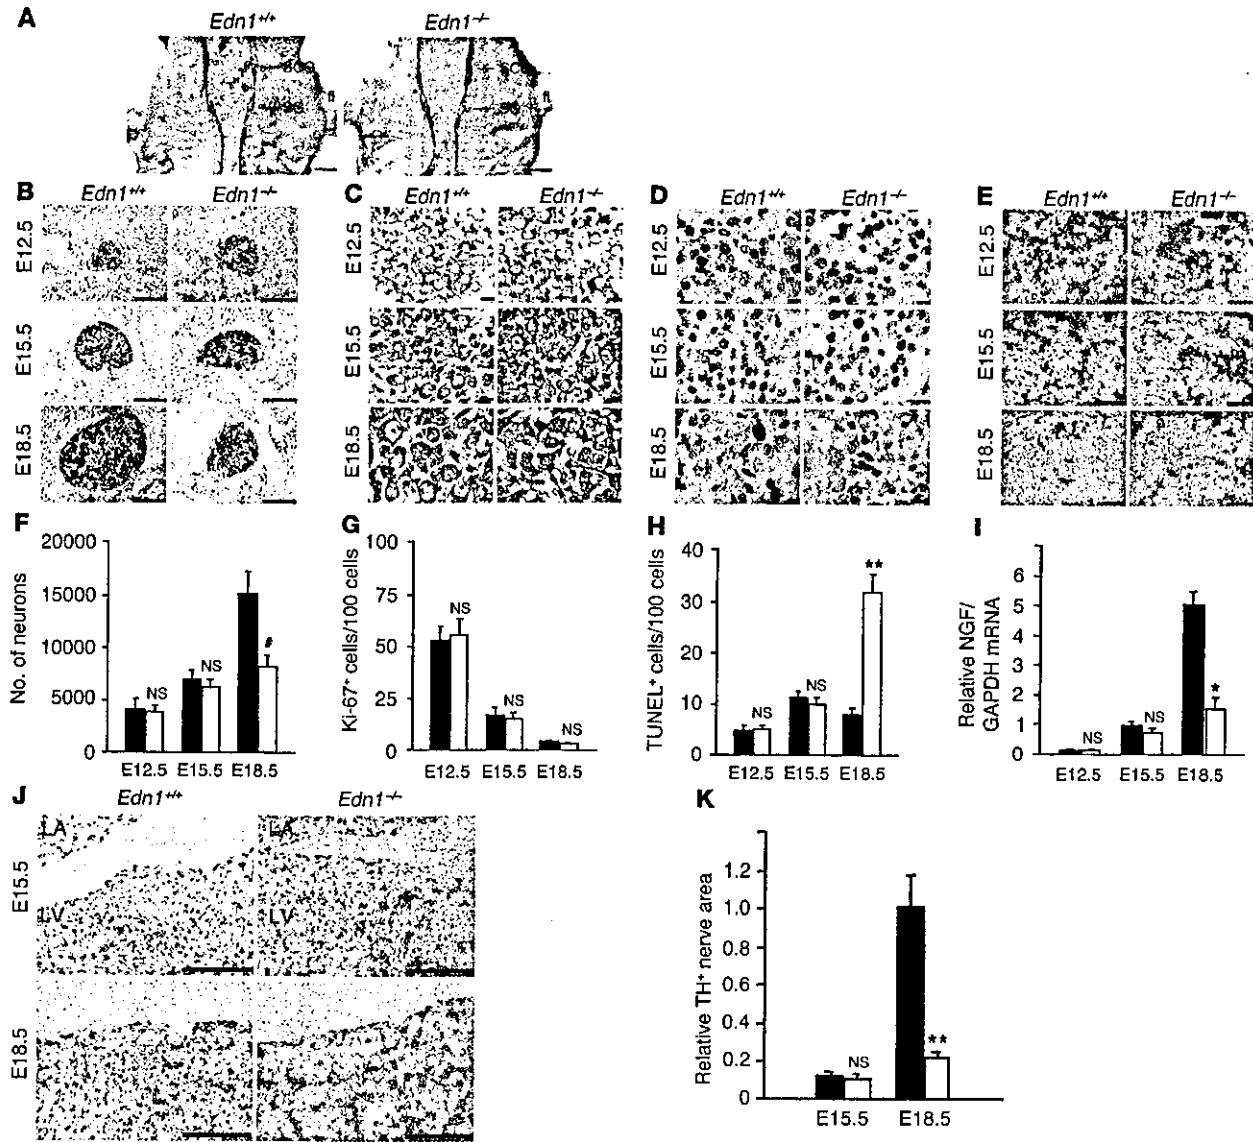 A
Edn1+/+ Edn1−/−
SCG
SG
fl
SCG
SG
fl
B Edn1+/+ Edn1−/−
C Edn1+/+ Edn1−/−
D Edn1+/+ Edn1−/−
E Edn1+/+ Edn1−/−
E12.5 E12.5 E12.5 E12.5
E15.5 E15.5 E15.5 E15.5
E18.5 E18.5 E18.5 E18.5
F
No. of neurons
20000
15000
10000
5000
0
NS NS #
E12.5 E15.5 E18.5
G
Ki-67+ cells/100 cells
100
75
50
25
0
NS NS NS
E12.5 E15.5 E18.5
H
TUNEL+ cells/100 cells
40
30
20
10
0
NS NS **
E12.5 E15.5 E18.5
I
Relative NGF/
GAPDH mRNA
6
5
4
3
2
1
0
NS NS *
E12.5 E15.5 E18.5
J
Edn1+/+ Edn1−/−
E15.5
LA LA
LV LV
E18.5
K
Relative TH+ nerve area
1.2
1.0
0.8
0.6
0.4
0.2
0
NS **
E15.5 E18.5